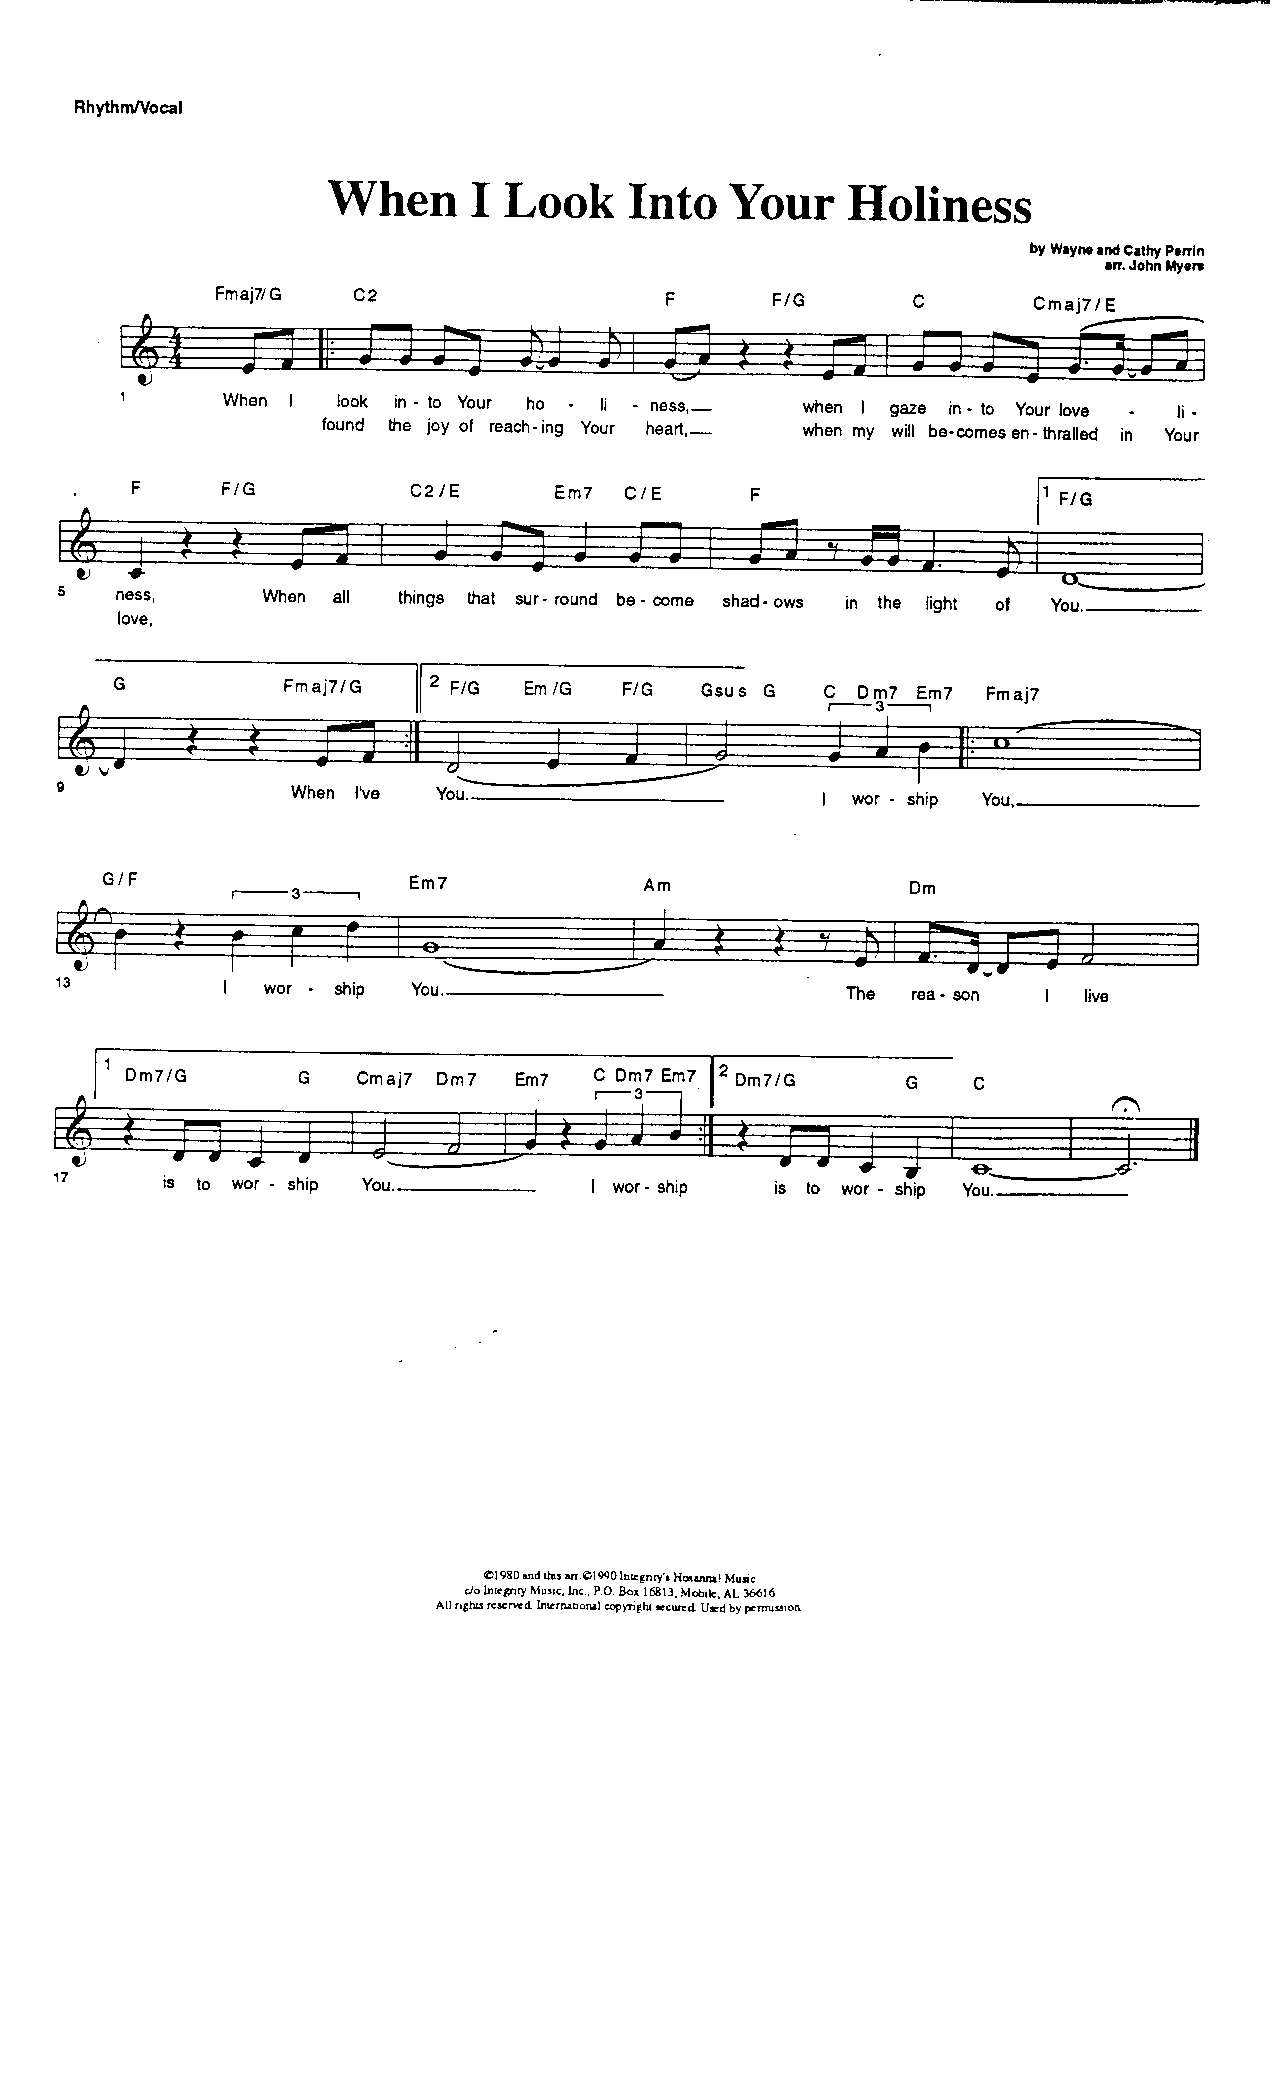 Rhythm/Vocal
When I Look Into Your Holiness
by Wayne and Cathy Perrin
arr. John Myers
Fmaj7/G C2 F F/G C Cmaj7/E
4
4
1 When I look in - to Your ho - li - ness, when I gaze in - to Your love - li -
found the joy of reach-ing Your heart, when my will be-comes en-thralled in Your
F F/G C2/E Em7 C/E F 1 F/G
5 ness, When all things that sur-round be-come shad-ows in the light of You.
love,
G Fmaj7/G 2 F/G Em/G F/G Gsus G C Dm7 Em7 Fmaj7
3
9 When I've You. I wor - ship You,
G/F 3 Em7 Am Dm
13 I wor - ship You. The rea - son I live
1 Dm7/G G Cmaj7 Dm7 Em7 C Dm7 Em7 2 Dm7/G G C
3
17 is to wor - ship You. I wor - ship is to wor - ship You.
©1980 and this arr.©1990 Integrity's Hosanna! Music
c/o Integrity Music, Inc., P.O. Box 16813, Mobile, AL 36616
All rights reserved. International copyright secured. Used by permission.